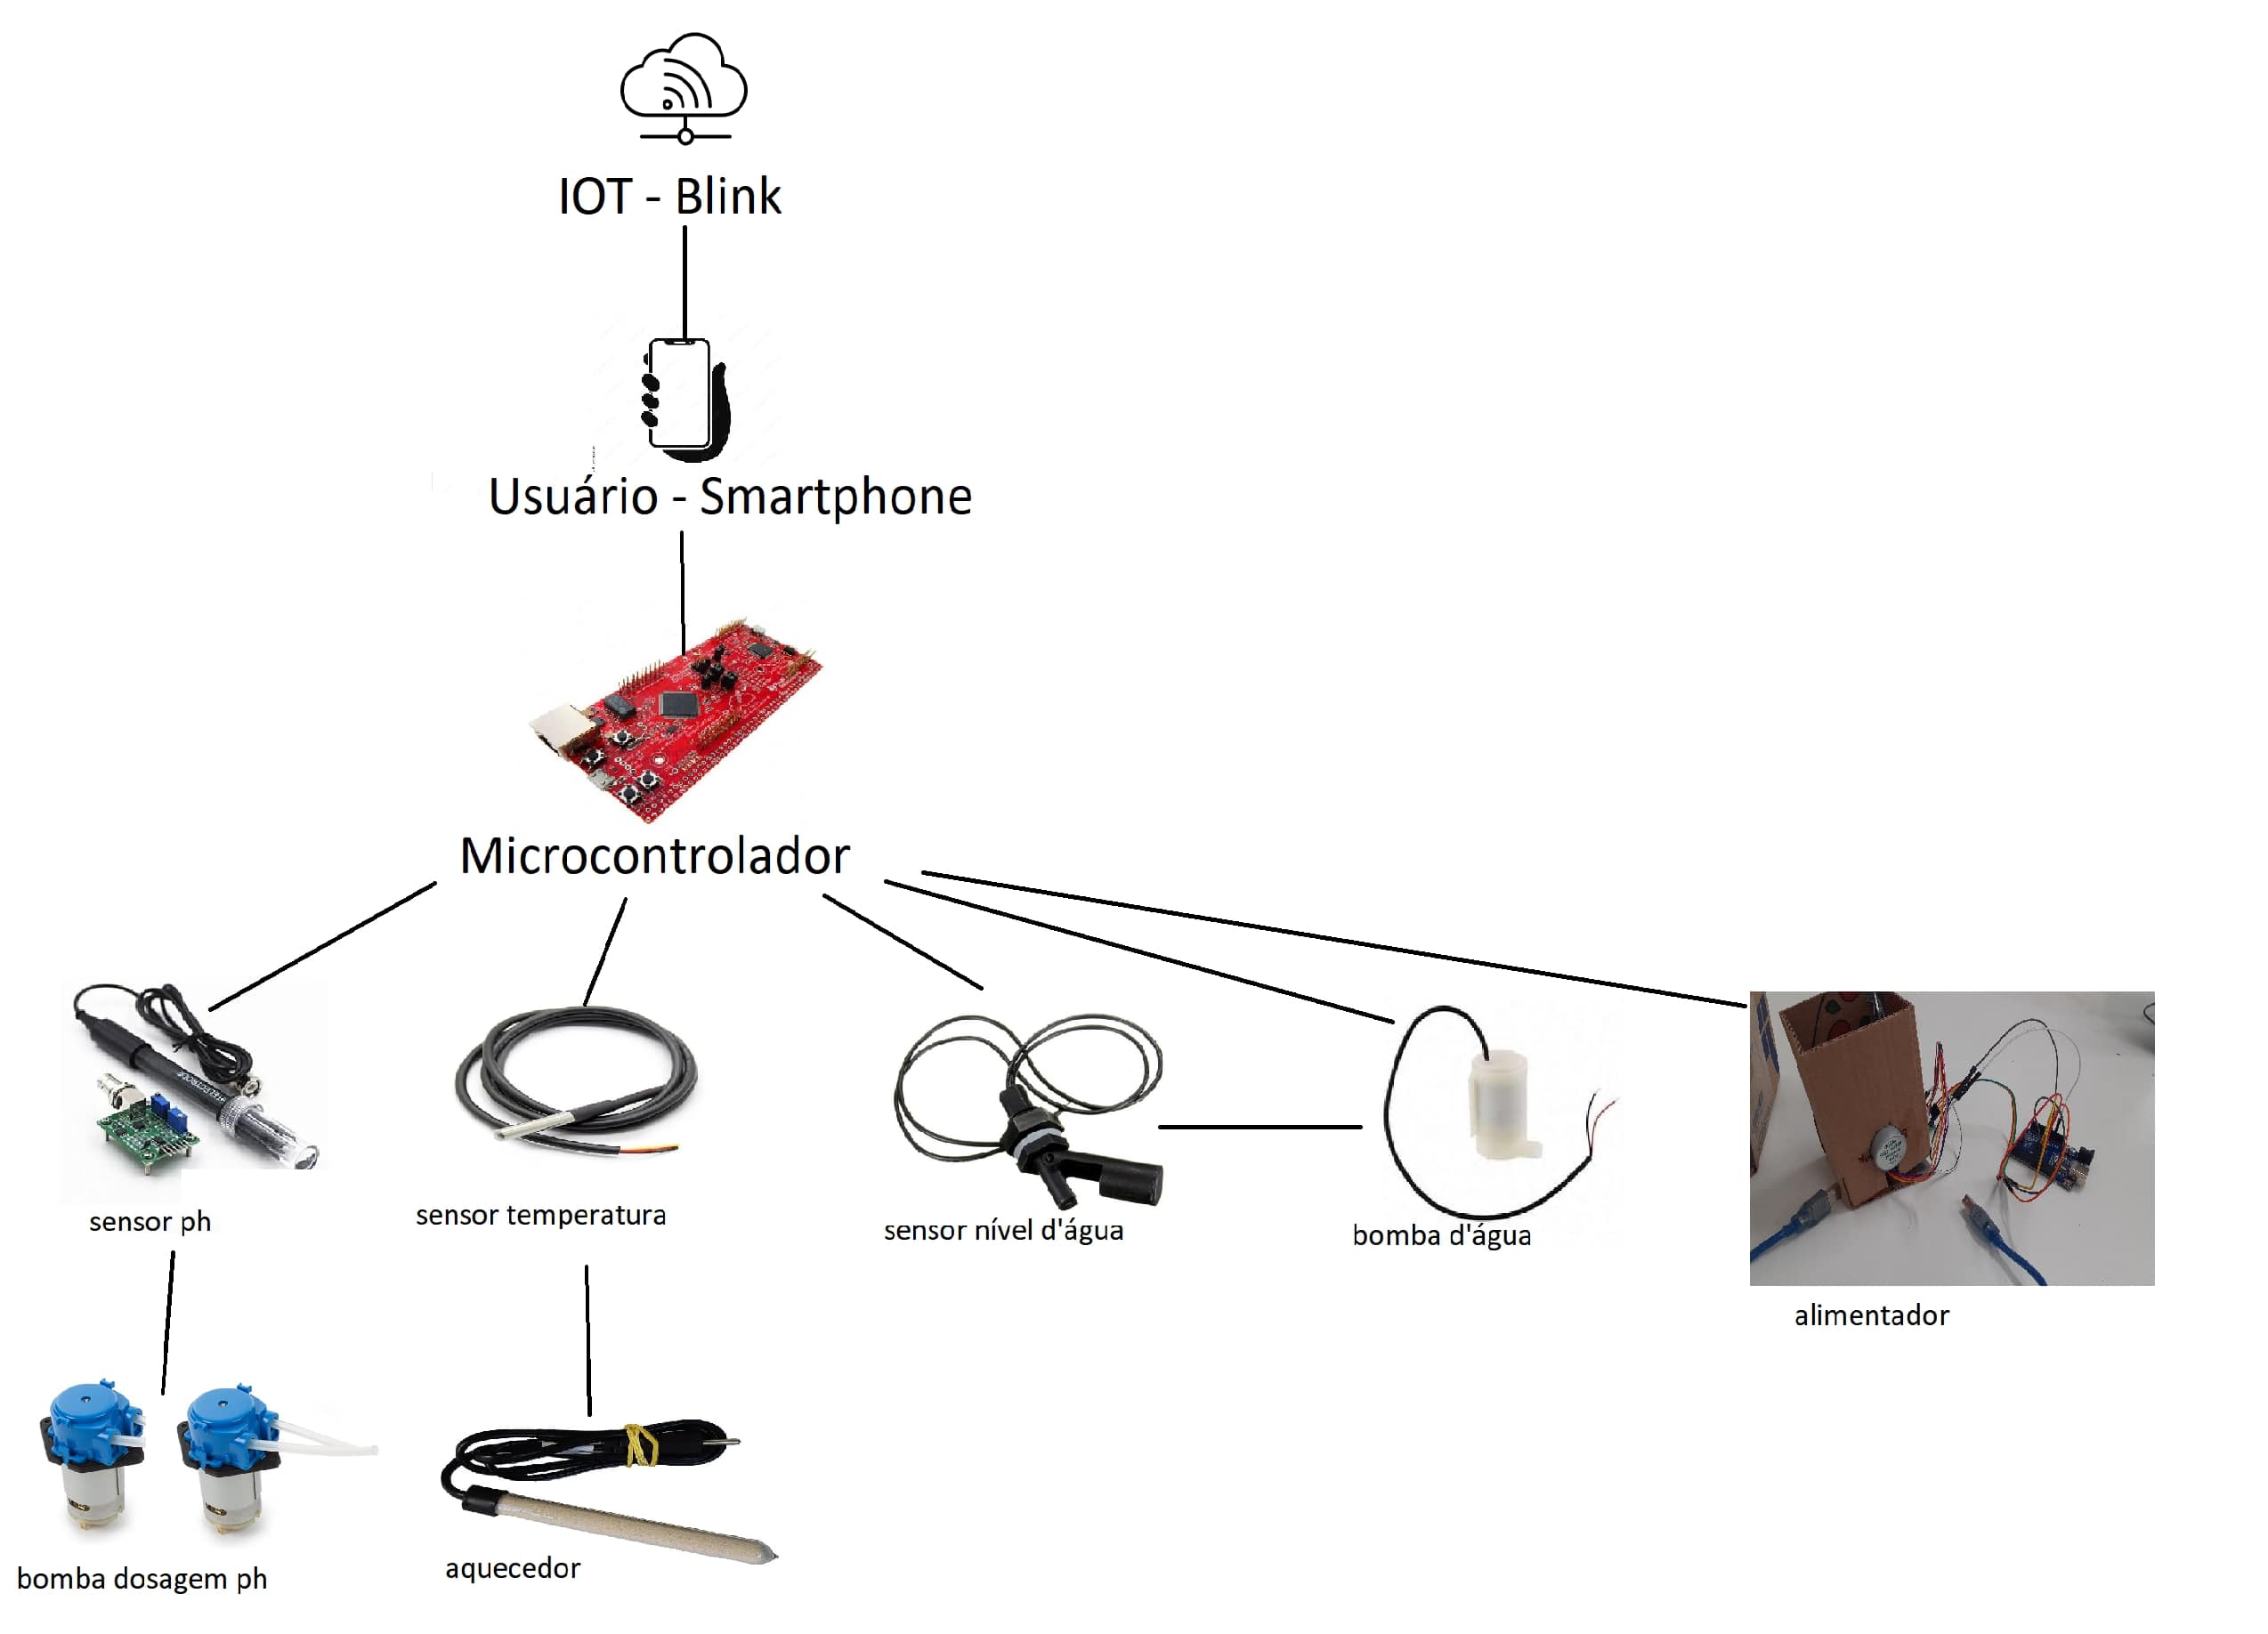 IOT - Blink
Usuário - Smartphone
Microcontrolador
sensor ph
sensor temperatura
sensor nível d'água
bomba d'água
alimentador
bomba dosagem ph
aquecedor